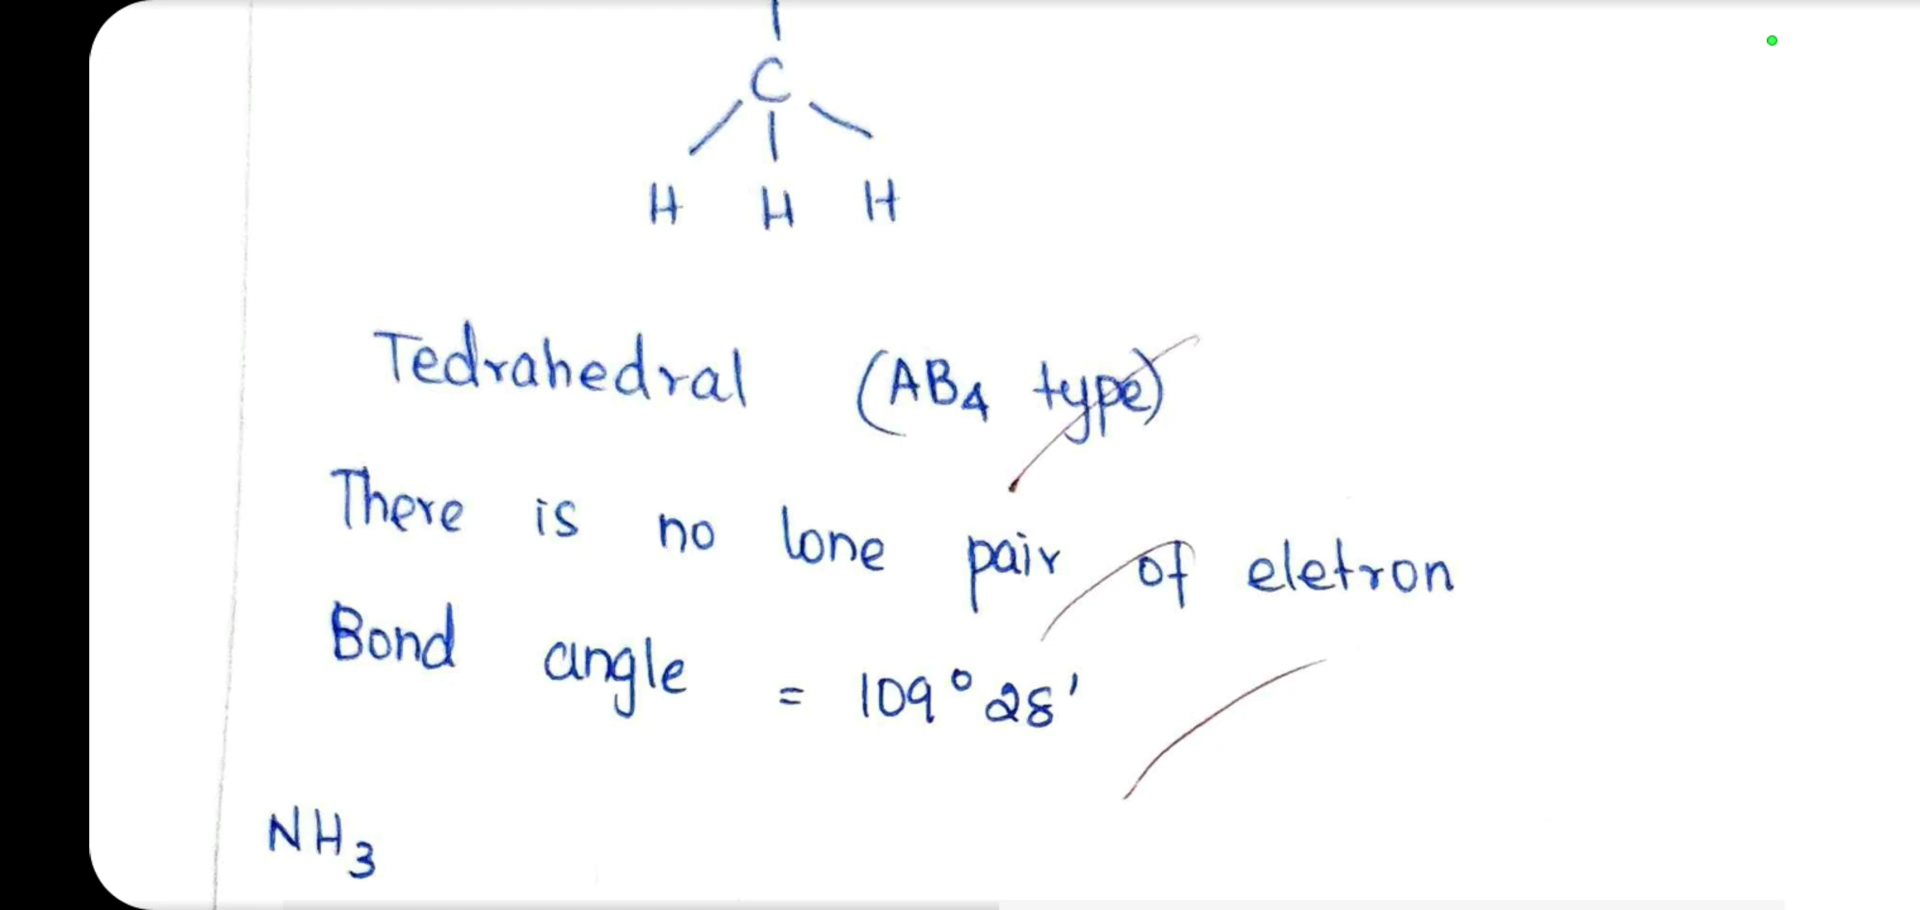 C
H H H
Tedrahedral (AB4 type)
There is no lone pair of eletron
Bond angle = 109° 28'
NH3